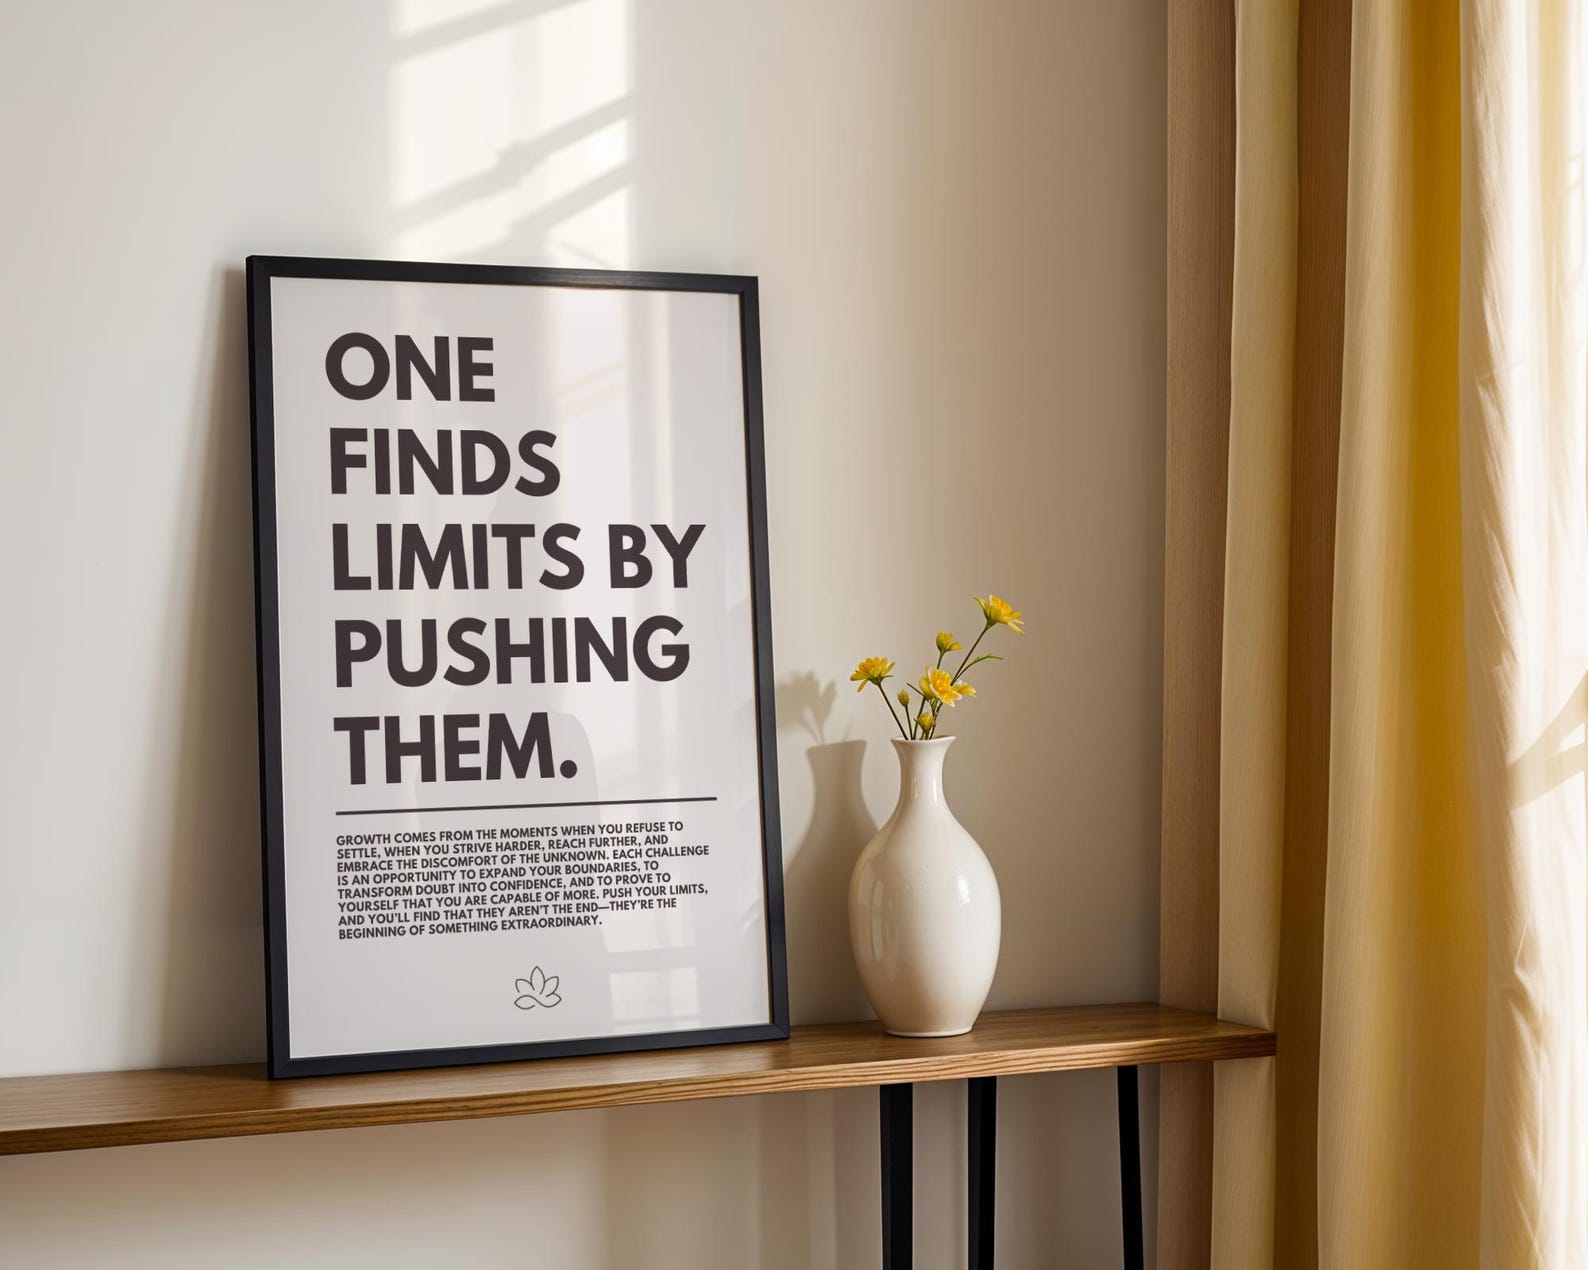 ONE
FINDS
LIMITS BY
PUSHING
THEM.
GROWTH COMES FROM THE MOMENTS WHEN YOU REFUSE TO
SETTLE, WHEN YOU STRIVE HARDER, REACH FURTHER, AND
EMBRACE THE DISCOMFORT OF THE UNKNOWN. EACH CHALLENGE
IS AN OPPORTUNITY TO EXPAND YOUR BOUNDARIES, TO
TRANSFORM DOUBT INTO CONFIDENCE, AND TO PROVE TO
YOURSELF THAT YOU ARE CAPABLE OF MORE. PUSH YOUR LIMITS,
AND YOU'LL FIND THAT THEY AREN'T THE END—THEY'RE THE
BEGINNING OF SOMETHING EXTRAORDINARY.